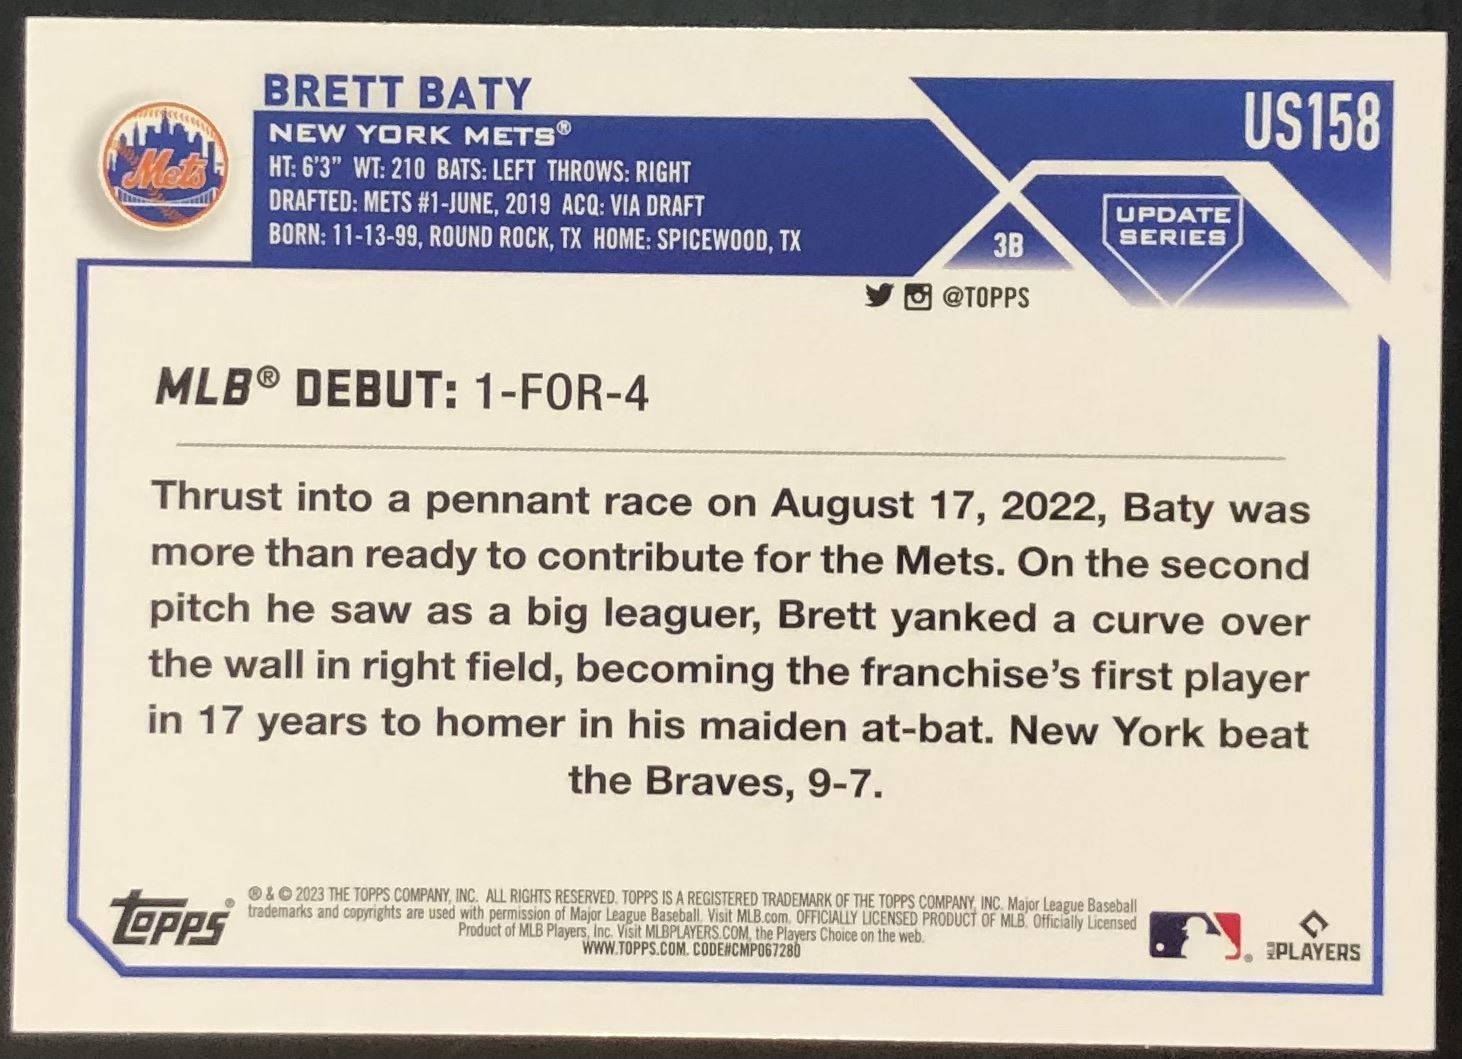 BRETT BATY
US158
NEW YORK METS®
Mets
HT: 6'3" WT: 210 BATS: LEFT THROWS: RIGHT
DRAFTED: METS #1-JUNE, 2019 ACQ: VIA DRAFT
BORN: 11-13-99, ROUND ROCK, TX HOME: SPICEWOOD, TX
3B
UPDATE
SERIES
@TOPPS
MLB® DEBUT: 1-FOR-4
Thrust into a pennant race on August 17, 2022, Baty was
more than ready to contribute for the Mets. On the second
pitch he saw as a big leaguer, Brett yanked a curve over
the wall in right field, becoming the franchise's first player
in 17 years to homer in his maiden at-bat. New York beat
the Braves, 9-7.
TOPPS®
® & © 2023 THE TOPPS COMPANY, INC. ALL RIGHTS RESERVED. TOPPS IS A REGISTERED TRADEMARK OF THE TOPPS COMPANY, INC. Major League Baseball
trademarks and copyrights are used with permission of Major League Baseball. Visit MLB.com. OFFICIALLY LICENSED PRODUCT OF MLB. Officially Licensed
Product of MLB Players, Inc. Visit MLBPLAYERS.COM, the Players Choice on the web.
WWW.TOPPS.COM. CODE#CMP067280
®
MLB PLAYERS